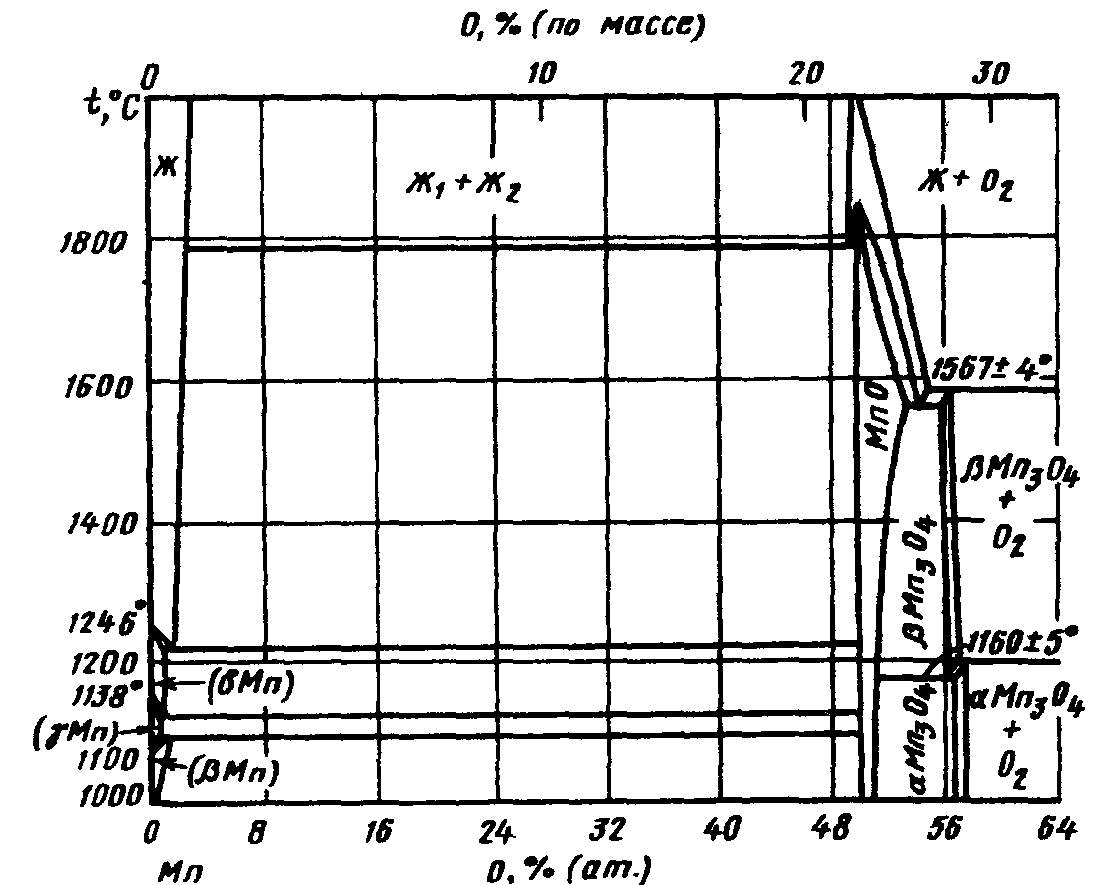 O, % (по массе)
0 10 20 30
t, °C
Ж
Ж₁ + Ж₂
Ж + O₂
1800
1600
1567 ± 4°
MnO
βMn₃O₄
+
O₂
1400
βMn₃O₄
1246°
1200
1160 ± 5°
(δMn)
1138°
αMn₃O₄
+
O₂
αMn₃O₄
(γMn)
1100
(βMn)
1000
0 8 16 24 32 40 48 56 64
Mn
O, % (ат.)